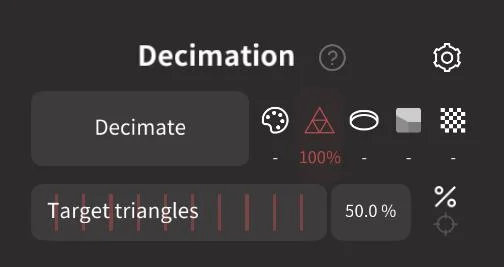 Decimation ?
Decimate
- 100% - - -
Target triangles 50.0 % %